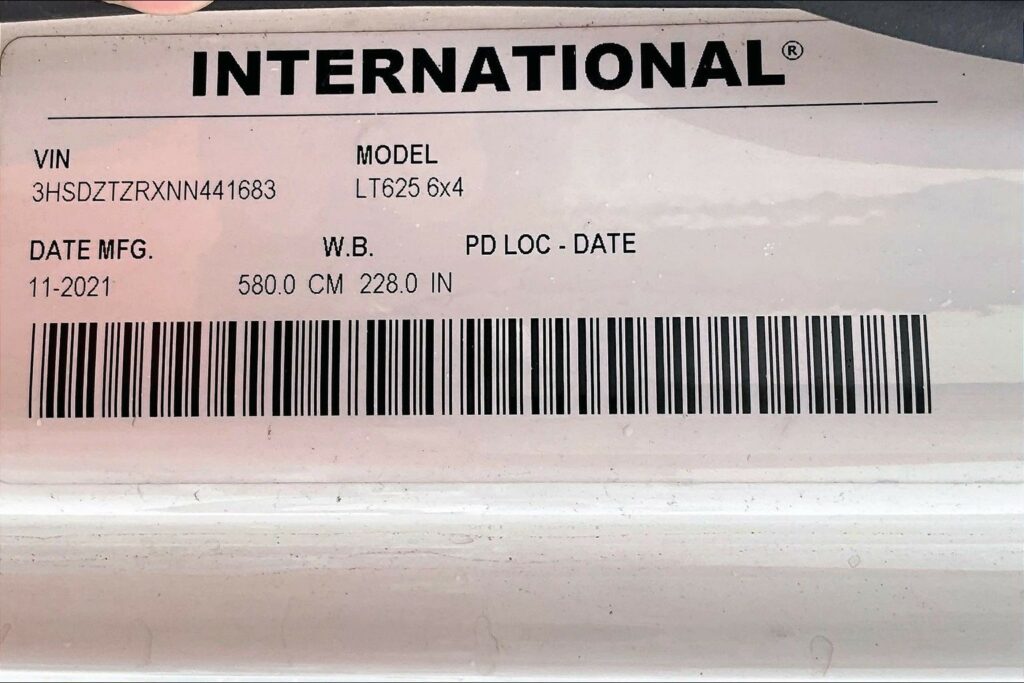 INTERNATIONAL®
VIN MODEL
3HSDZTZRXNN441683 LT625 6x4
DATE MFG. W.B. PD LOC - DATE
11-2021 580.0 CM 228.0 IN